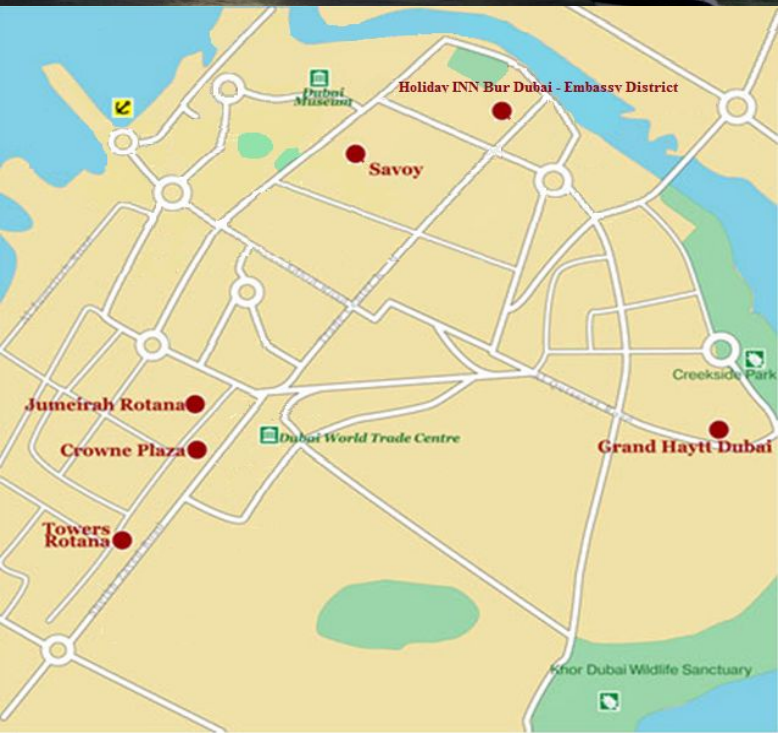 Dubai
Museum
Holiday INN Bur Dubai - Embassy District
Savoy
Jumeirah Rotana
Crowne Plaza
Dubai World Trade Centre
Creekside Park
Grand Haytt Dubai
Towers
Rotana
Khor Dubai Wildlife Sanctuary